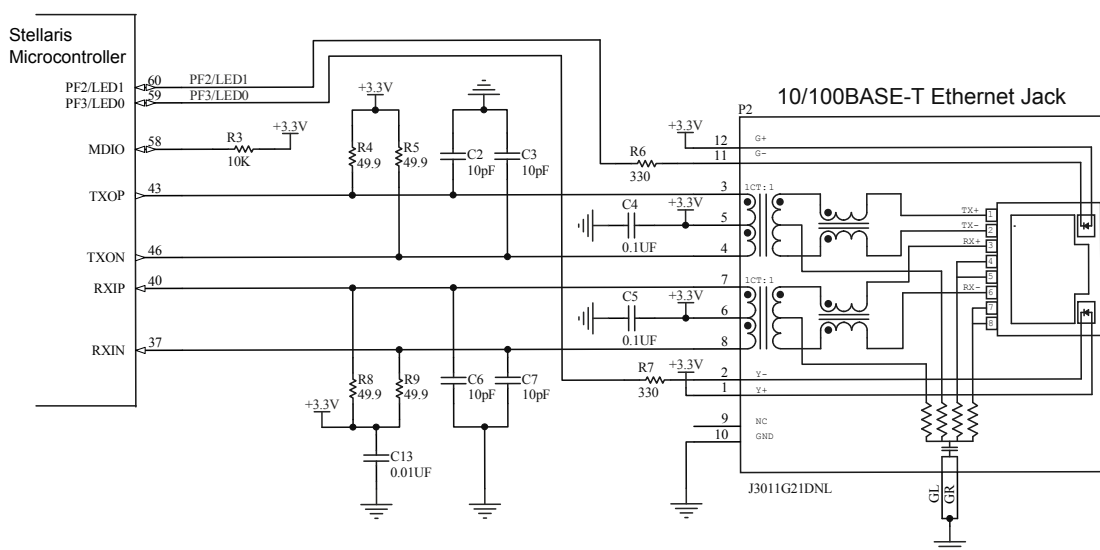 Stellaris
Microcontroller
10/100BASE-T Ethernet Jack
P2
PF2/LED1 60 PF2/LED1
PF3/LED0 59 PF3/LED0
MDIO 58
R3
10K
+3.3V
+3.3V
R4
49.9
R5
49.9
C2
10pF
C3
10pF
TXOP 43
TXON 46
RXIP 40
RXIN 37
R6
330
+3.3V
12 G+
11 G-
3 1CT:1
5
4
C4
0.1UF
+3.3V
7 1CT:1
6
8
C5
0.1UF
+3.3V
TX+ 1
TX- 2
RX+ 3
4
5
RX- 6
7
8
R7
330
+3.3V
2 Y-
1 Y+
9 NC
10 GND
R8
49.9
R9
49.9
C6
10pF
C7
10pF
+3.3V
C13
0.01UF
J3011G21DNL
GL
GR